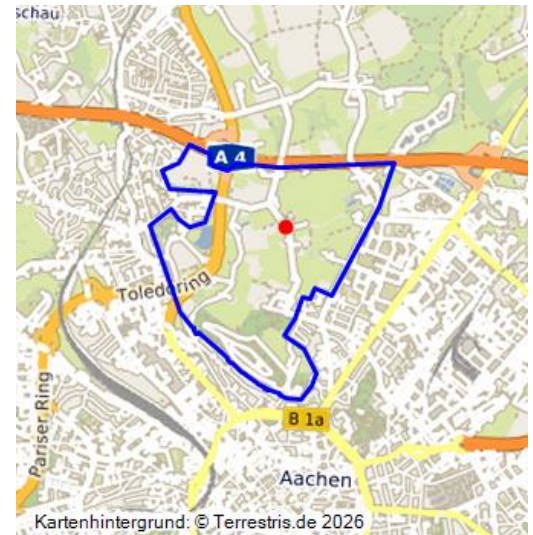 schau
A 4
Toledoring
Pariser Ring
B 1a
Aachen
Kartenhintergrund: © Terrestris.de 2026